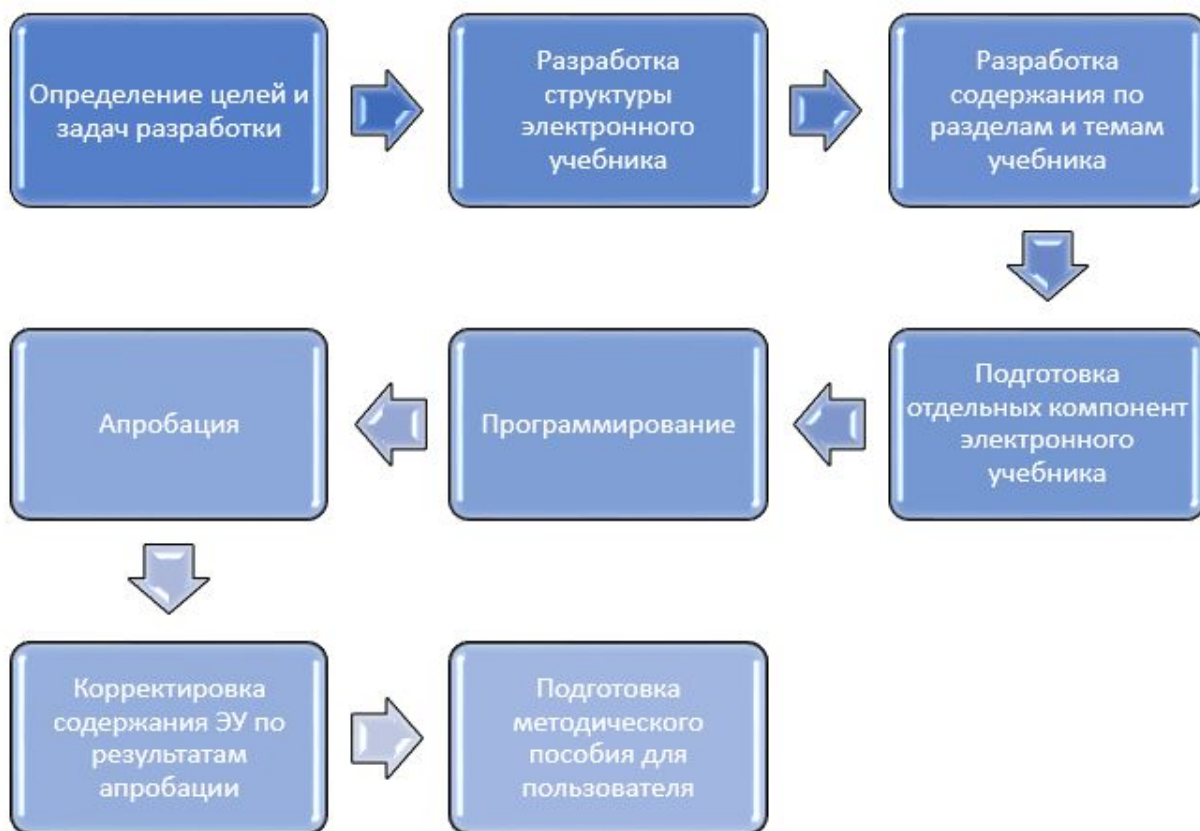 Определение целей и
задач разработки
Разработка
структуры
электронного
учебника
Разработка
содержания по
разделам и темам
учебника
Подготовка
отдельных компонент
электронного
учебника
Программирование
Апробация
Корректировка
содержания ЭУ по
результатам
апробации
Подготовка
методического
пособия для
пользователя